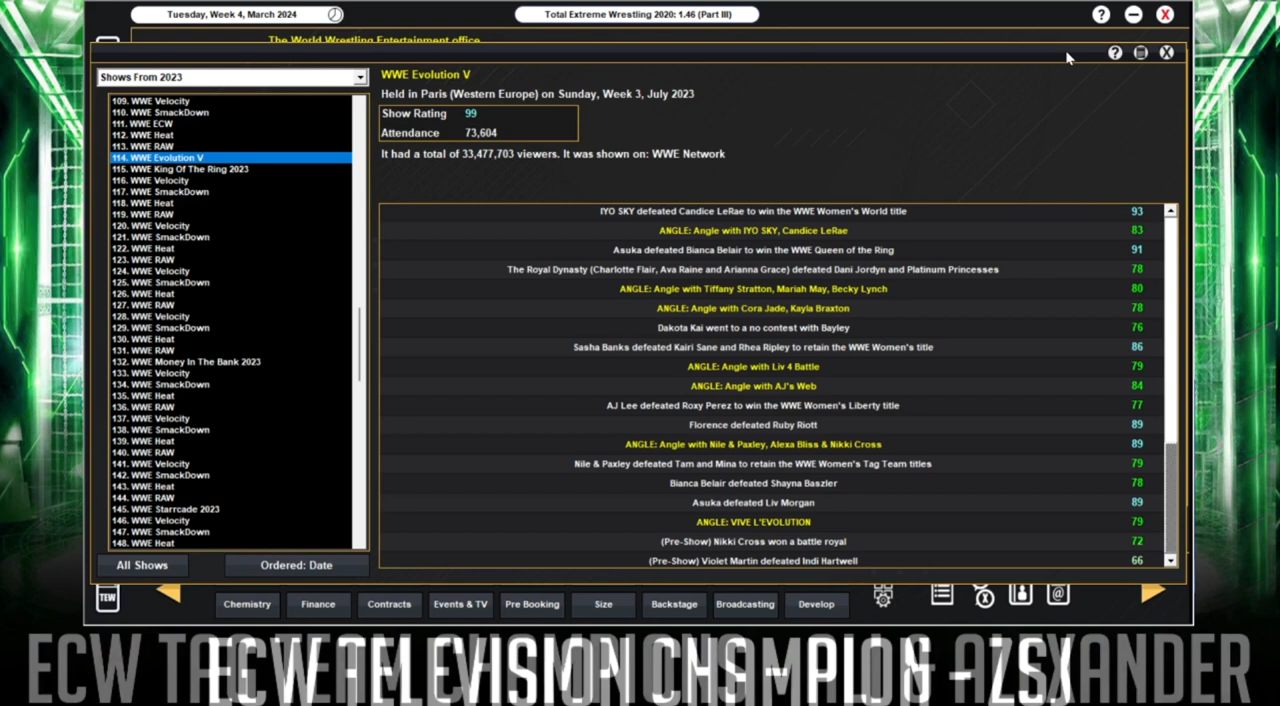 Tuesday, Week 4, March 2024
Total Extreme Wrestling 2020: 1.46 (Part III)
?
X
The World Wrestling Entertainment office
?
X
Shows From 2023
109. WWE Velocity
110. WWE SmackDown
111. WWE ECW
112. WWE Heat
113. WWE RAW
114. WWE Evolution V
115. WWE King Of The Ring 2023
116. WWE Velocity
117. WWE SmackDown
118. WWE Heat
119. WWE RAW
120. WWE Velocity
121. WWE SmackDown
122. WWE Heat
123. WWE RAW
124. WWE Velocity
125. WWE SmackDown
126. WWE Heat
127. WWE RAW
128. WWE Velocity
129. WWE SmackDown
130. WWE Heat
131. WWE RAW
132. WWE Money In The Bank 2023
133. WWE Velocity
134. WWE SmackDown
135. WWE Heat
136. WWE RAW
137. WWE Velocity
138. WWE SmackDown
139. WWE Heat
140. WWE RAW
141. WWE Velocity
142. WWE SmackDown
143. WWE Heat
144. WWE RAW
145. WWE Starrcade 2023
146. WWE Velocity
147. WWE SmackDown
148. WWE Heat
All Shows
Ordered: Date
WWE Evolution V
Held in Paris (Western Europe) on Sunday, Week 3, July 2023
Show Rating 99
Attendance 73,604
It had a total of 33,477,703 viewers. It was shown on: WWE Network
IYO SKY defeated Candice LeRae to win the WWE Women's World title 93
ANGLE: Angle with IYO SKY, Candice LeRae 83
Asuka defeated Bianca Belair to win the WWE Queen of the Ring 91
The Royal Dynasty (Charlotte Flair, Ava Raine and Arianna Grace) defeated Dani Jordyn and Platinum Princesses 78
ANGLE: Angle with Tiffany Stratton, Mariah May, Becky Lynch 80
ANGLE: Angle with Cora Jade, Kayla Braxton 78
Dakota Kai went to a no contest with Bayley 76
Sasha Banks defeated Kairi Sane and Rhea Ripley to retain the WWE Women's title 86
ANGLE: Angle with Liv 4 Battle 79
ANGLE: Angle with AJ's Web 84
AJ Lee defeated Roxy Perez to win the WWE Women's Liberty title 77
Florence defeated Ruby Riott 89
ANGLE: Angle with Nile & Paxley, Alexa Bliss & Nikki Cross 89
Nile & Paxley defeated Tam and Mina to retain the WWE Women's Tag Team titles 79
Bianca Belair defeated Shayna Baszler 78
Asuka defeated Liv Morgan 89
ANGLE: VIVE L'EVOLUTION 79
(Pre-Show) Nikki Cross won a battle royal 72
(Pre-Show) Violet Martin defeated Indi Hartwell 66
TEW
Chemistry
Finance
Contracts
Events & TV
Pre Booking
Size
Backstage
Broadcasting
Develop
@